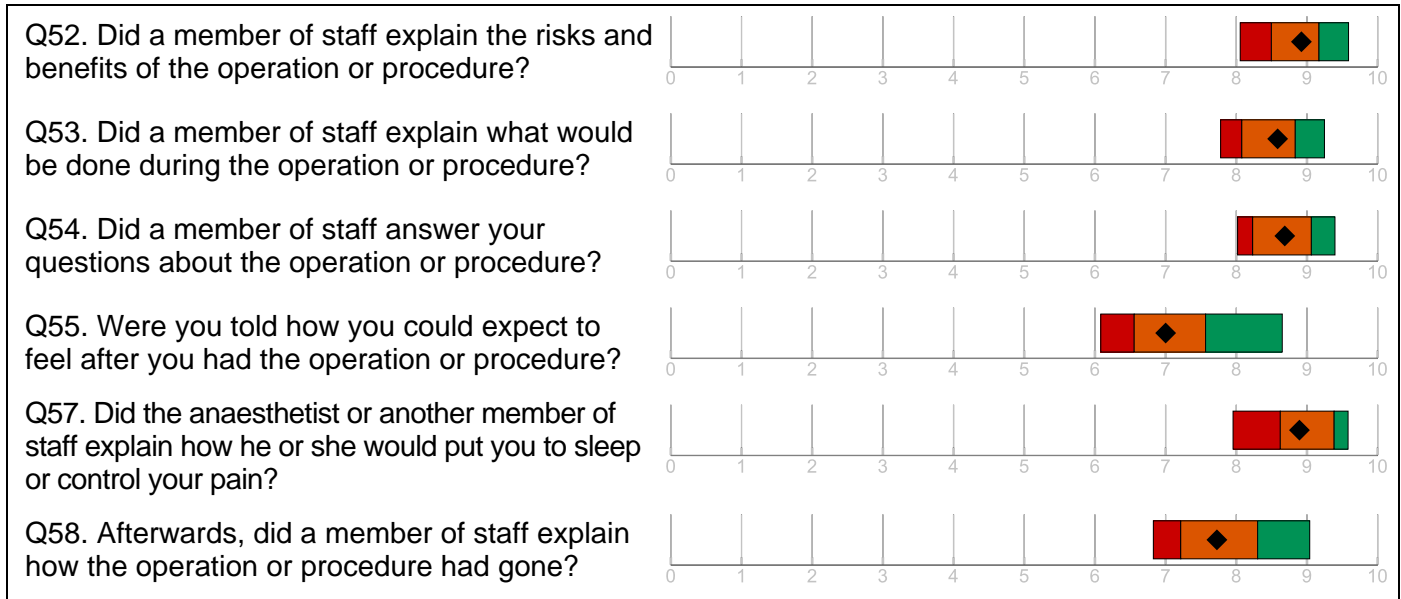 Q52. Did a member of staff explain the risks and
benefits of the operation or procedure?
0 1 2 3 4 5 6 7 8 9 10
Q53. Did a member of staff explain what would
be done during the operation or procedure?
0 1 2 3 4 5 6 7 8 9 10
Q54. Did a member of staff answer your
questions about the operation or procedure?
0 1 2 3 4 5 6 7 8 9 10
Q55. Were you told how you could expect to
feel after you had the operation or procedure?
0 1 2 3 4 5 6 7 8 9 10
Q57. Did the anaesthetist or another member of
staff explain how he or she would put you to sleep
or control your pain?
0 1 2 3 4 5 6 7 8 9 10
Q58. Afterwards, did a member of staff explain
how the operation or procedure had gone?
0 1 2 3 4 5 6 7 8 9 10